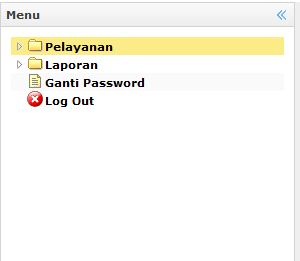 Menu
Pelayanan
Laporan
Ganti Password
Log Out